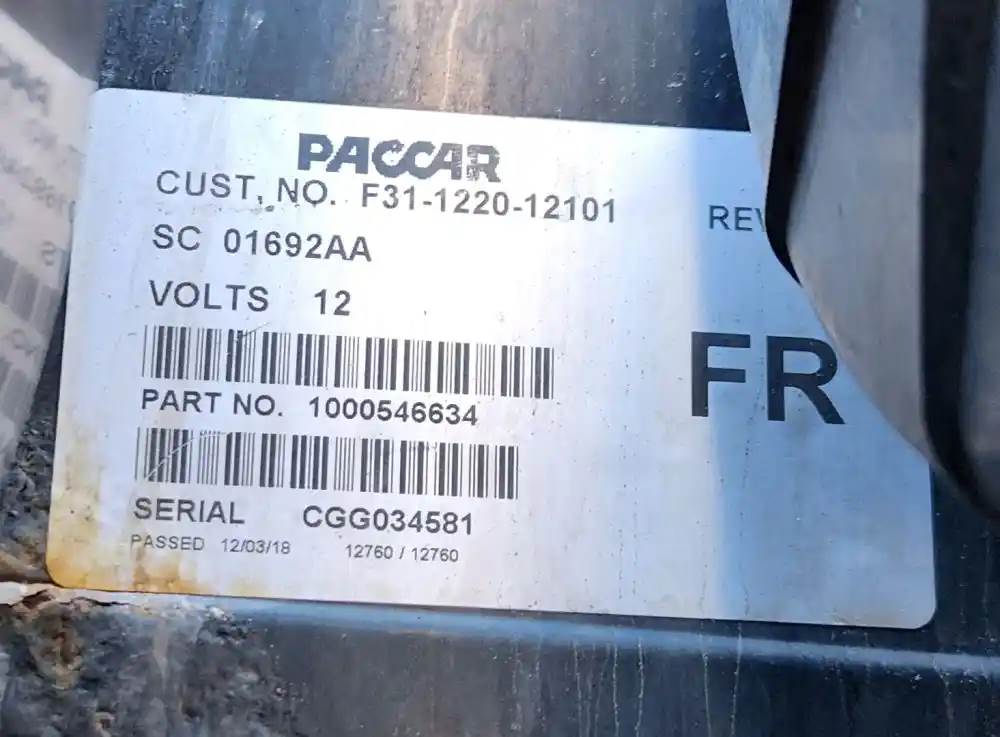 PACCAR
CUST. NO. F31-1220-12101
REV
SC 01692AA
VOLTS 12
FR
PART NO. 1000546634
SERIAL CGG034581
PASSED 12/03/18 12760 / 12760